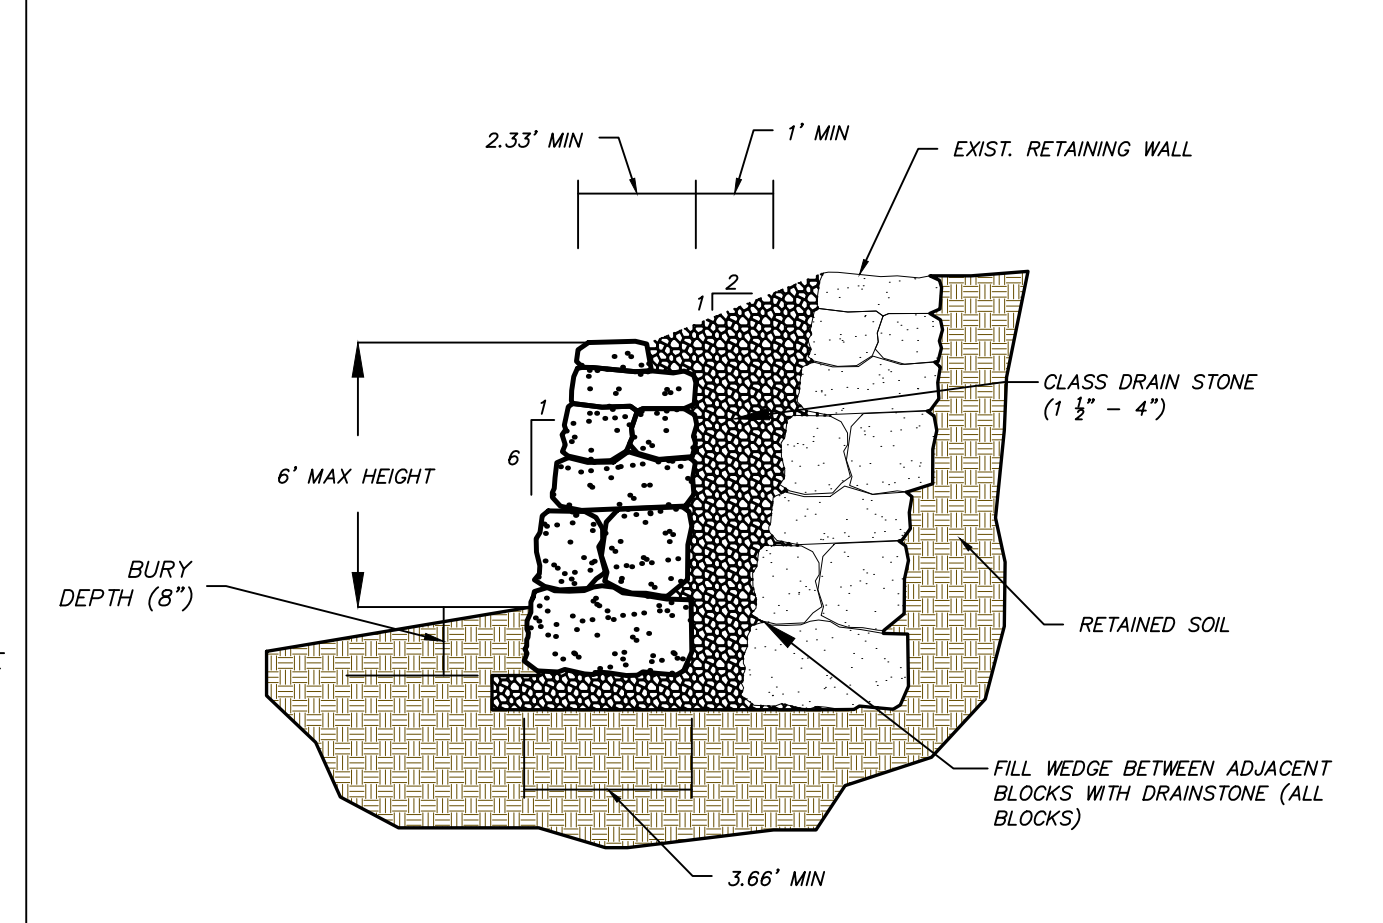 2.33' MIN
1' MIN
EXIST. RETAINING WALL
2
1
CLASS DRAIN STONE
(1 ½" – 4")
1
6
6' MAX HEIGHT
BURY
DEPTH (8")
RETAINED SOIL
FILL WEDGE BETWEEN ADJACENT
BLOCKS WITH DRAINSTONE (ALL
BLOCKS)
3.66' MIN